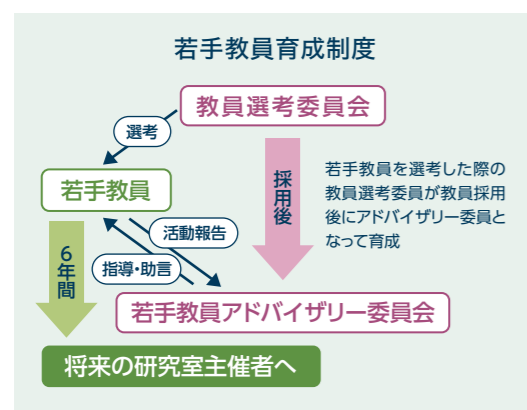 若手教員育成制度
教員選考委員会
選考
若手教員
採用後
若手教員を選考した際の
教員選考委員が教員採用
後にアドバイザリー委員と
なって育成
活動報告
指導・助言
6年間
若手教員アドバイザリー委員会
将来の研究室主催者へ